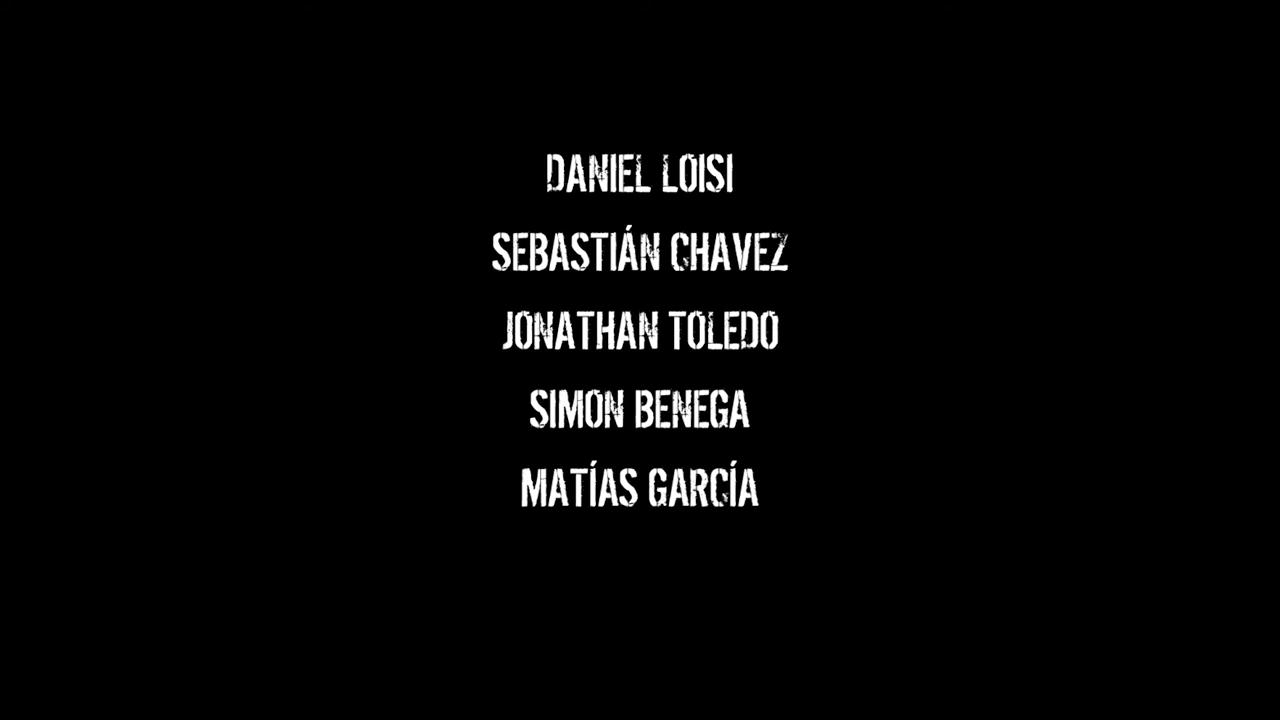 DANIEL LOISI
SEBASTIÁN CHAVEZ
JONATHAN TOLEDO
SIMON BENEGA
MATÍAS GARCÍA